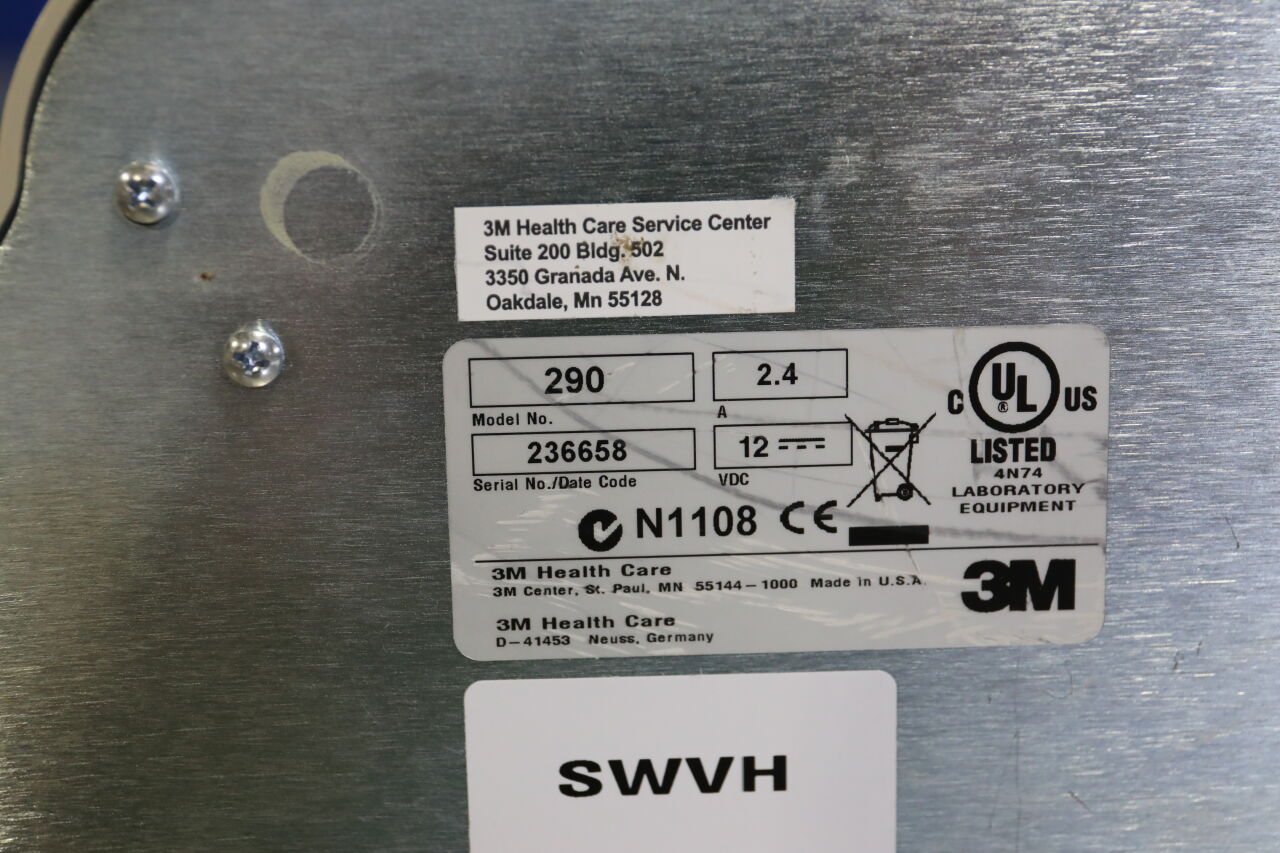 3M Health Care Service Center
Suite 200 Bldg. 502
3350 Granada Ave. N.
Oakdale, Mn 55128
290
Model No.
2.4
A
236658
Serial No./Date Code
12
VDC
C UL ® US
LISTED
4N74
LABORATORY
EQUIPMENT
N1108 CE
3M Health Care
3M Center, St. Paul, MN 55144-1000 Made in U.S.A.
3M
3M Health Care
D-41453 Neuss, Germany
SWVH